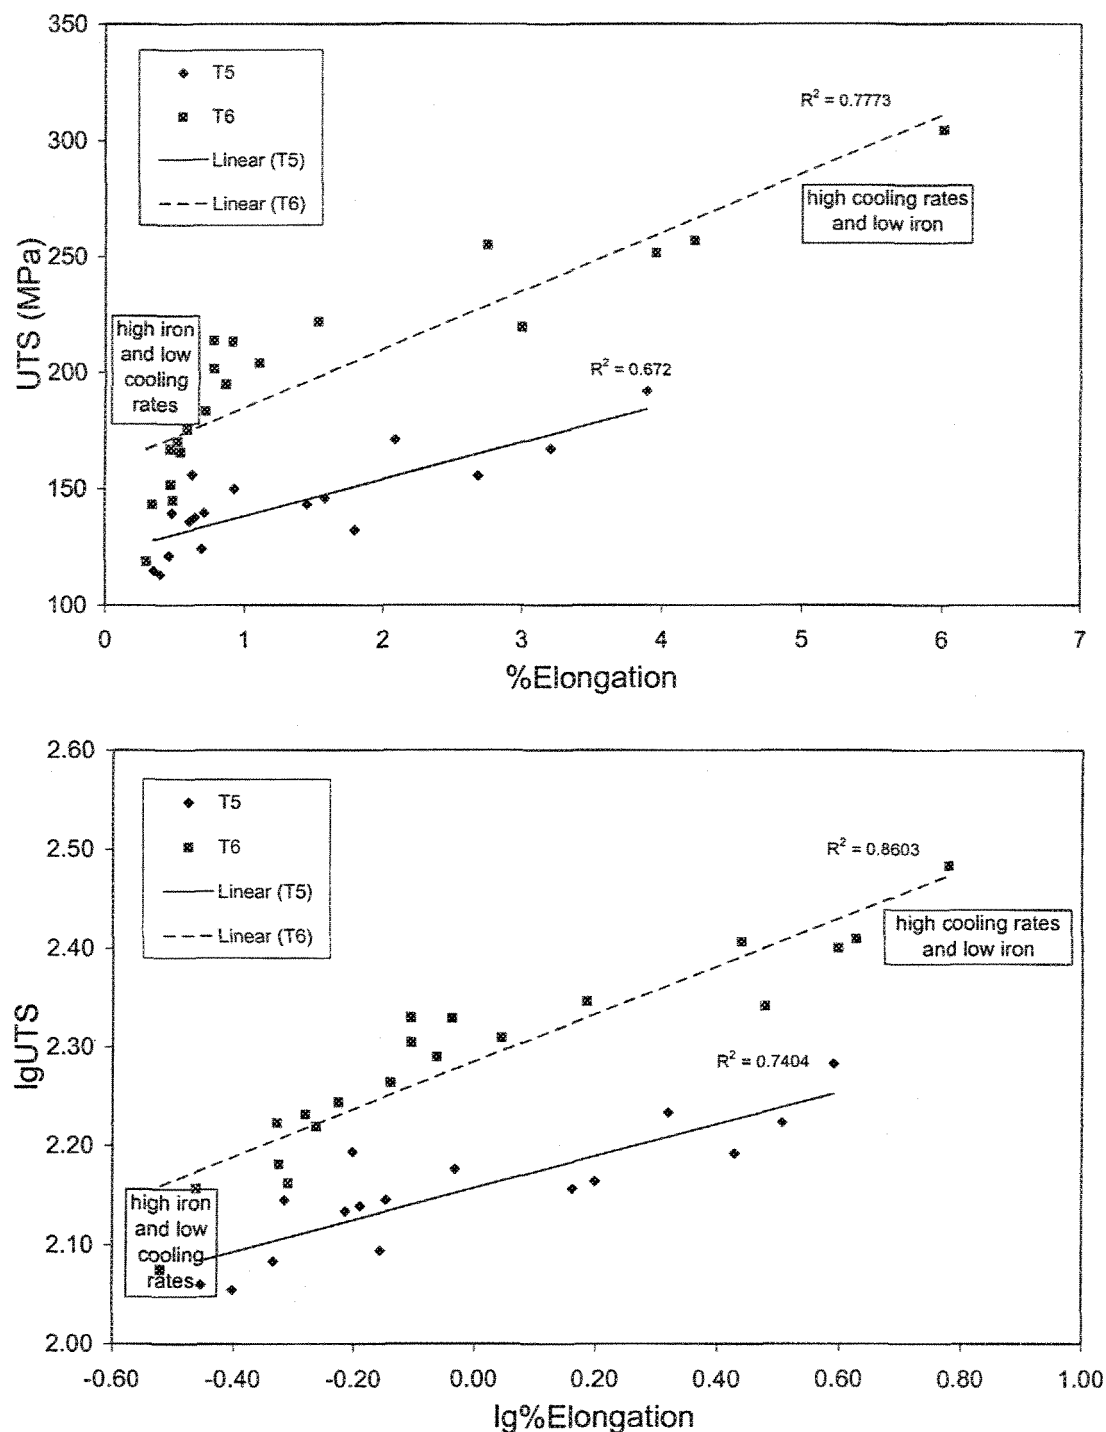 350
300
250
200
150
100
UTS (MPa)
T5
T6
Linear (T5)
Linear (T6)
R² = 0.7773
high cooling rates
and low iron
high iron
and low
cooling
rates
R² = 0.672
0 1 2 3 4 5 6 7
%Elongation
2.60
2.50
2.40
2.30
2.20
2.10
2.00
lgUTS
T5
T6
Linear (T5)
Linear (T6)
R² = 0.8603
high cooling rates
and low iron
R² = 0.7404
high iron
and low
cooling
rates
-0.60 -0.40 -0.20 0.00 0.20 0.40 0.60 0.80 1.00
lg%Elongation